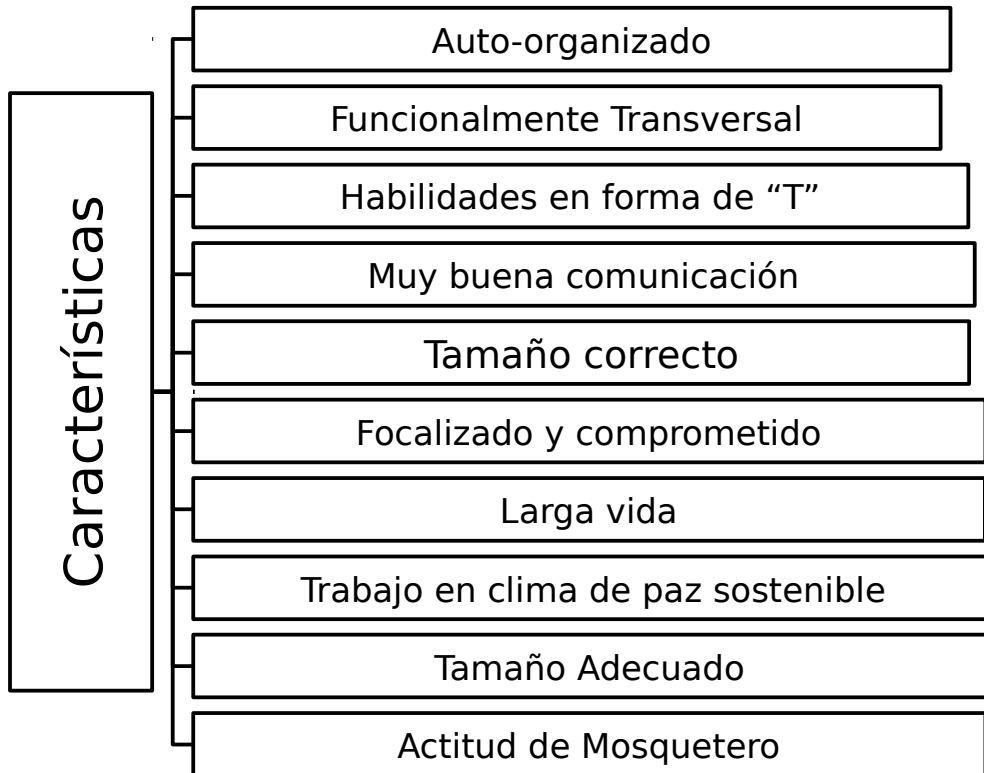 Características
Auto-organizado
Funcionalmente Transversal
Habilidades en forma de “T”
Muy buena comunicación
Tamaño correcto
Focalizado y comprometido
Larga vida
Trabajo en clima de paz sostenible
Tamaño Adecuado
Actitud de Mosquetero